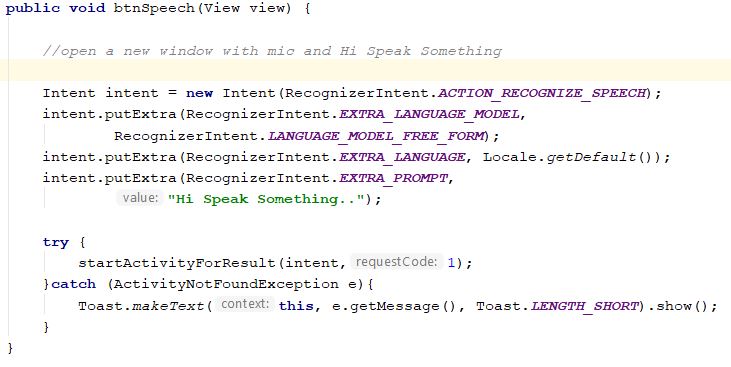 public void btnSpeech(View view) {
//open a new window with mic and Hi Speak Something
Intent intent = new Intent(RecognizerIntent.ACTION_RECOGNIZE_SPEECH);
intent.putExtra(RecognizerIntent.EXTRA_LANGUAGE_MODEL,
RecognizerIntent.LANGUAGE_MODEL_FREE_FORM);
intent.putExtra(RecognizerIntent.EXTRA_LANGUAGE, Locale.getDefault());
intent.putExtra(RecognizerIntent.EXTRA_PROMPT,
value: "Hi Speak Something..");
try {
startActivityForResult(intent, requestCode: 1);
}catch (ActivityNotFoundException e){
Toast.makeText( context: this, e.getMessage(), Toast.LENGTH_SHORT).show();
}
}